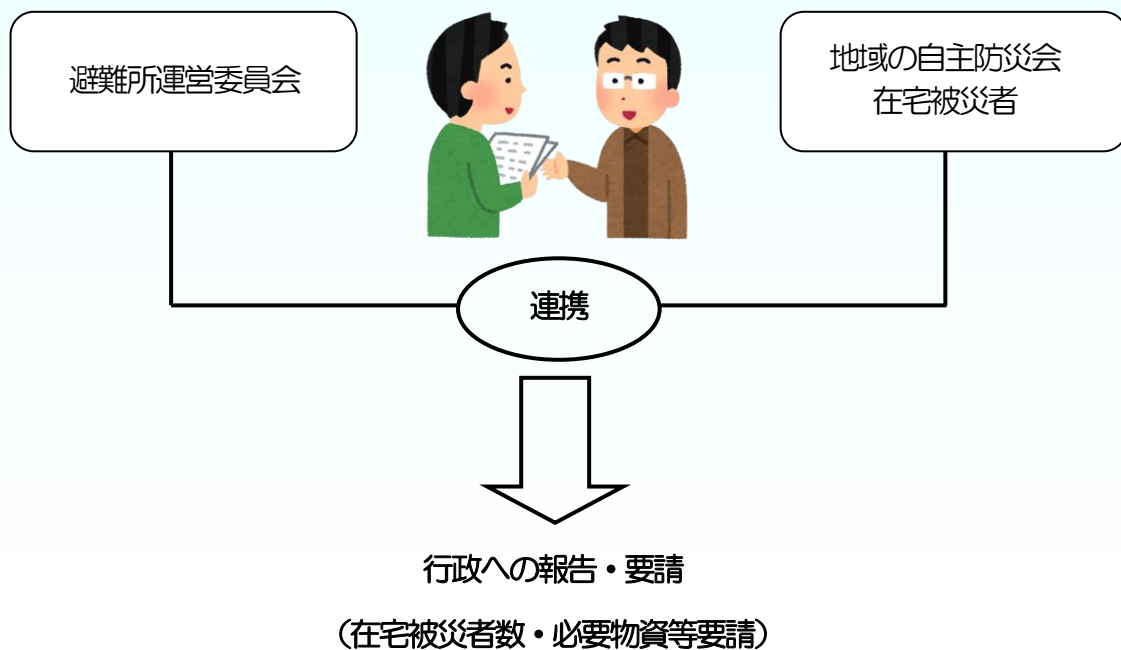 避難所運営委員会
地域の自主防災会
在宅被災者
連携
行政への報告・要請
（在宅被災者数・必要物資等要請）